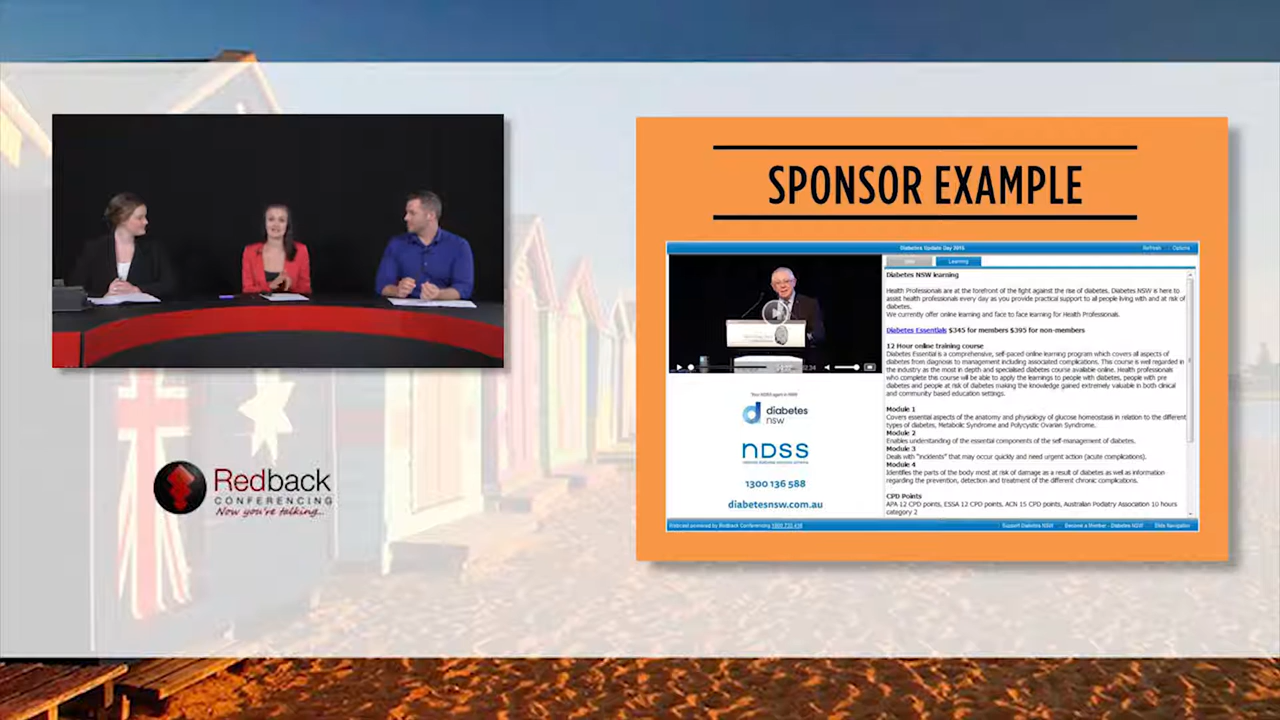 Redback
CONFERENCING
Now you're talking...
SPONSOR EXAMPLE
Diabetes Update Day 2015
Refresh
Options
Learning
Diabetes NSW learning
Health Professionals are at the forefront of the fight against the rise of diabetes. Diabetes NSW is here to
assist health professionals every day as you provide practical support to all people living with and at risk of
diabetes.
We currently offer online learning and face to face learning for Health Professionals.
Diabetes Essentials $345 for members $395 for non-members
12 Hour online training course
Diabetes Essential is a comprehensive, self-paced online learning program which covers all aspects of
diabetes from diagnosis to management including associated complications. This course is well regarded in
the industry as the most in depth and specialised diabetes course available online. Health professionals
who complete this course will be able to apply the learnings to people with diabetes, people with pre
diabetes and people at risk of diabetes making the knowledge gained extremely valuable in both clinical
and community based education settings.
Module 1
Covers essential aspects of the anatomy and physiology of glucose homeostasis in relation to the different
types of diabetes, Metabolic Syndrome and Polycystic Ovarian Syndrome.
Module 2
Enables understanding of the essential components of the self-management of diabetes.
Module 3
Deals with "incidents" that may occur quickly and need urgent action (acute complications).
Module 4
Identifies the parts of the body most at risk of damage as a result of diabetes as well as information
regarding the prevention, detection and treatment of the different chronic complications.
CPD Points
APA 12 CPD points, ESSA 12 CPD points, ACN 15 CPD points, Australian Podiatry Association 10 hours
category 2
Your NDSS agent in NSW
diabetes
nsw
ndss
1300 136 588
diabetesnsw.com.au
Webcast powered by Redback Conferencing 1800 733 416
Support Diabetes NSW
Become a Member - Diabetes NSW
Slide Navigation